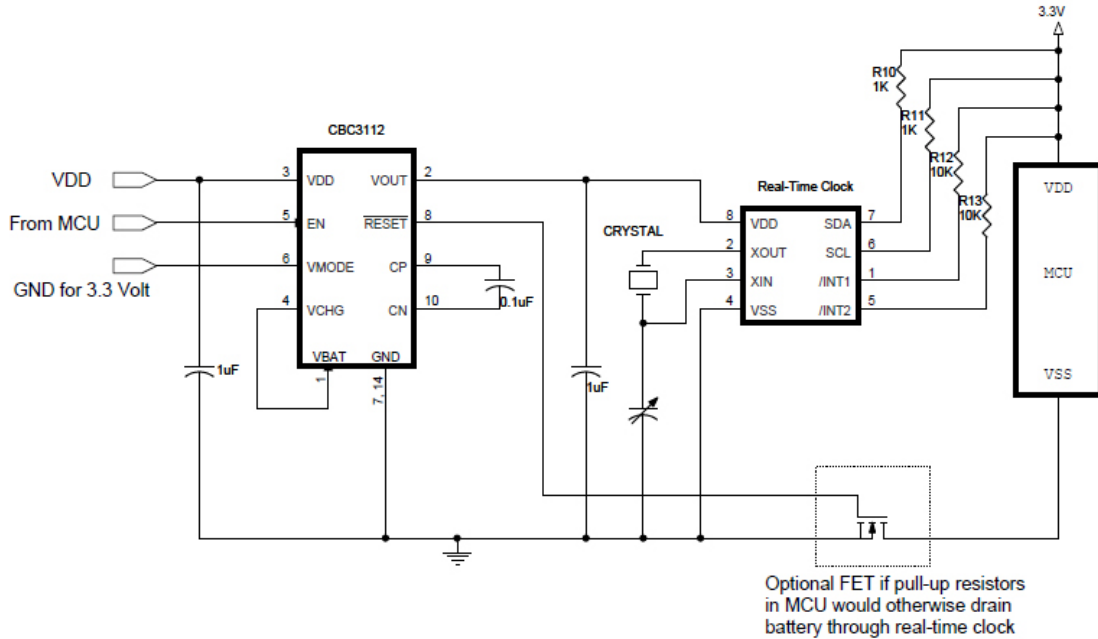 3.3V
R10
1K
R11
1K
R12
10K
R13
10K
CBC3112
VDD
From MCU
GND for 3.3 Volt
3
5
6
4
VDD
EN
VMODE
VCHG
VBAT
GND
VOUT
RESET
CP
CN
2
8
9
10
1
7, 14
1uF
0.1uF
1uF
CRYSTAL
Real-Time Clock
8
2
3
4
VDD
XOUT
XIN
VSS
SDA
SCL
/INT1
/INT2
7
6
1
5
VDD
MCU
VSS
Optional FET if pull-up resistors
in MCU would otherwise drain
battery through real-time clock